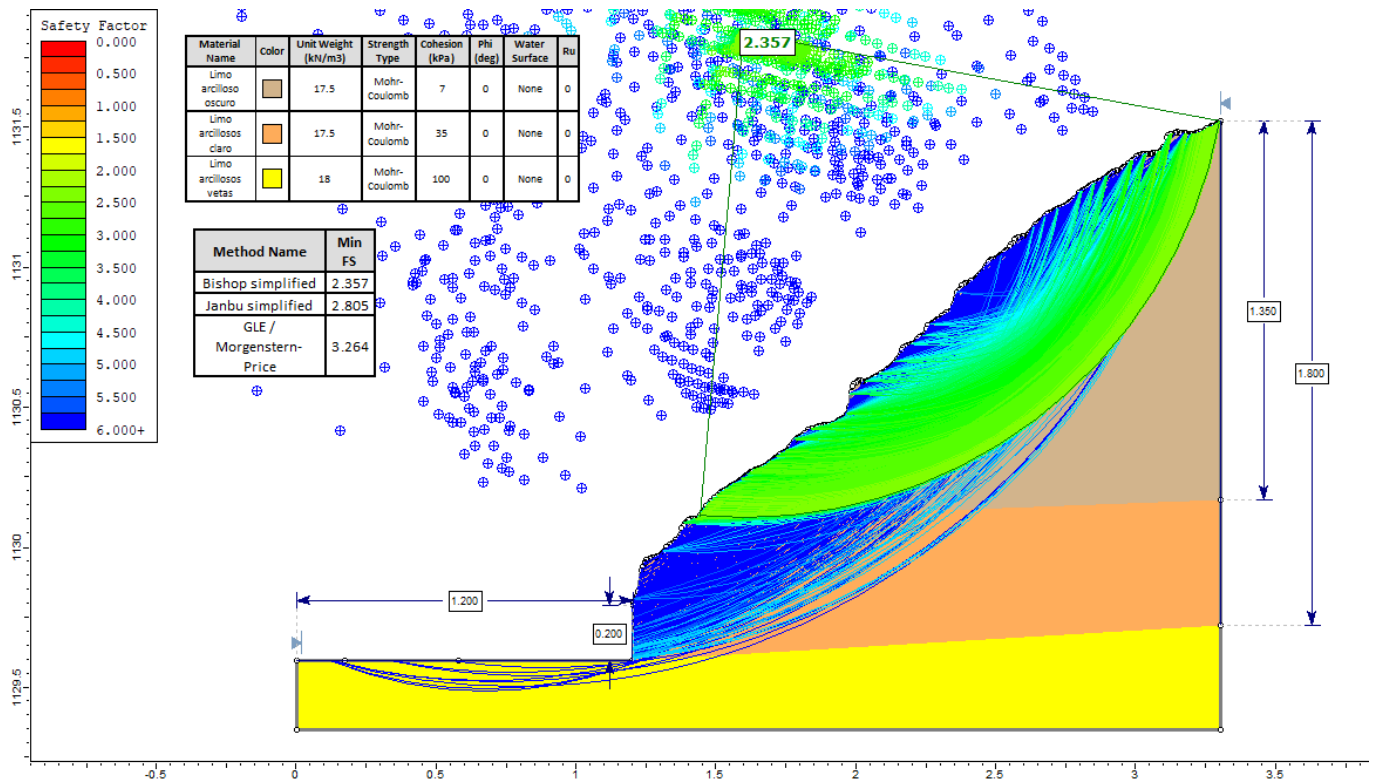 Safety Factor
0.000
0.500
1.000
1.500
2.000
2.500
3.000
3.500
4.000
4.500
5.000
5.500
6.000+
Material Name Color Unit Weight (kN/m3) Strength Type Cohesion (kPa) Phi (deg) Water Surface Ru
Limo arcilloso oscuro 17.5 Mohr-Coulomb 7 0 None 0
Limo arcillosos claro 17.5 Mohr-Coulomb 35 0 None 0
Limo arcillosos vetas 18 Mohr-Coulomb 100 0 None 0
Method Name Min FS
Bishop simplified 2.357
Janbu simplified 2.805
GLE / Morgenstern-Price 3.264
2.357
1.350
1.800
1.200
0.200
1131.5
1131
1130.5
1130
1129.5
-0.5 0 0.5 1 1.5 2 2.5 3 3.5